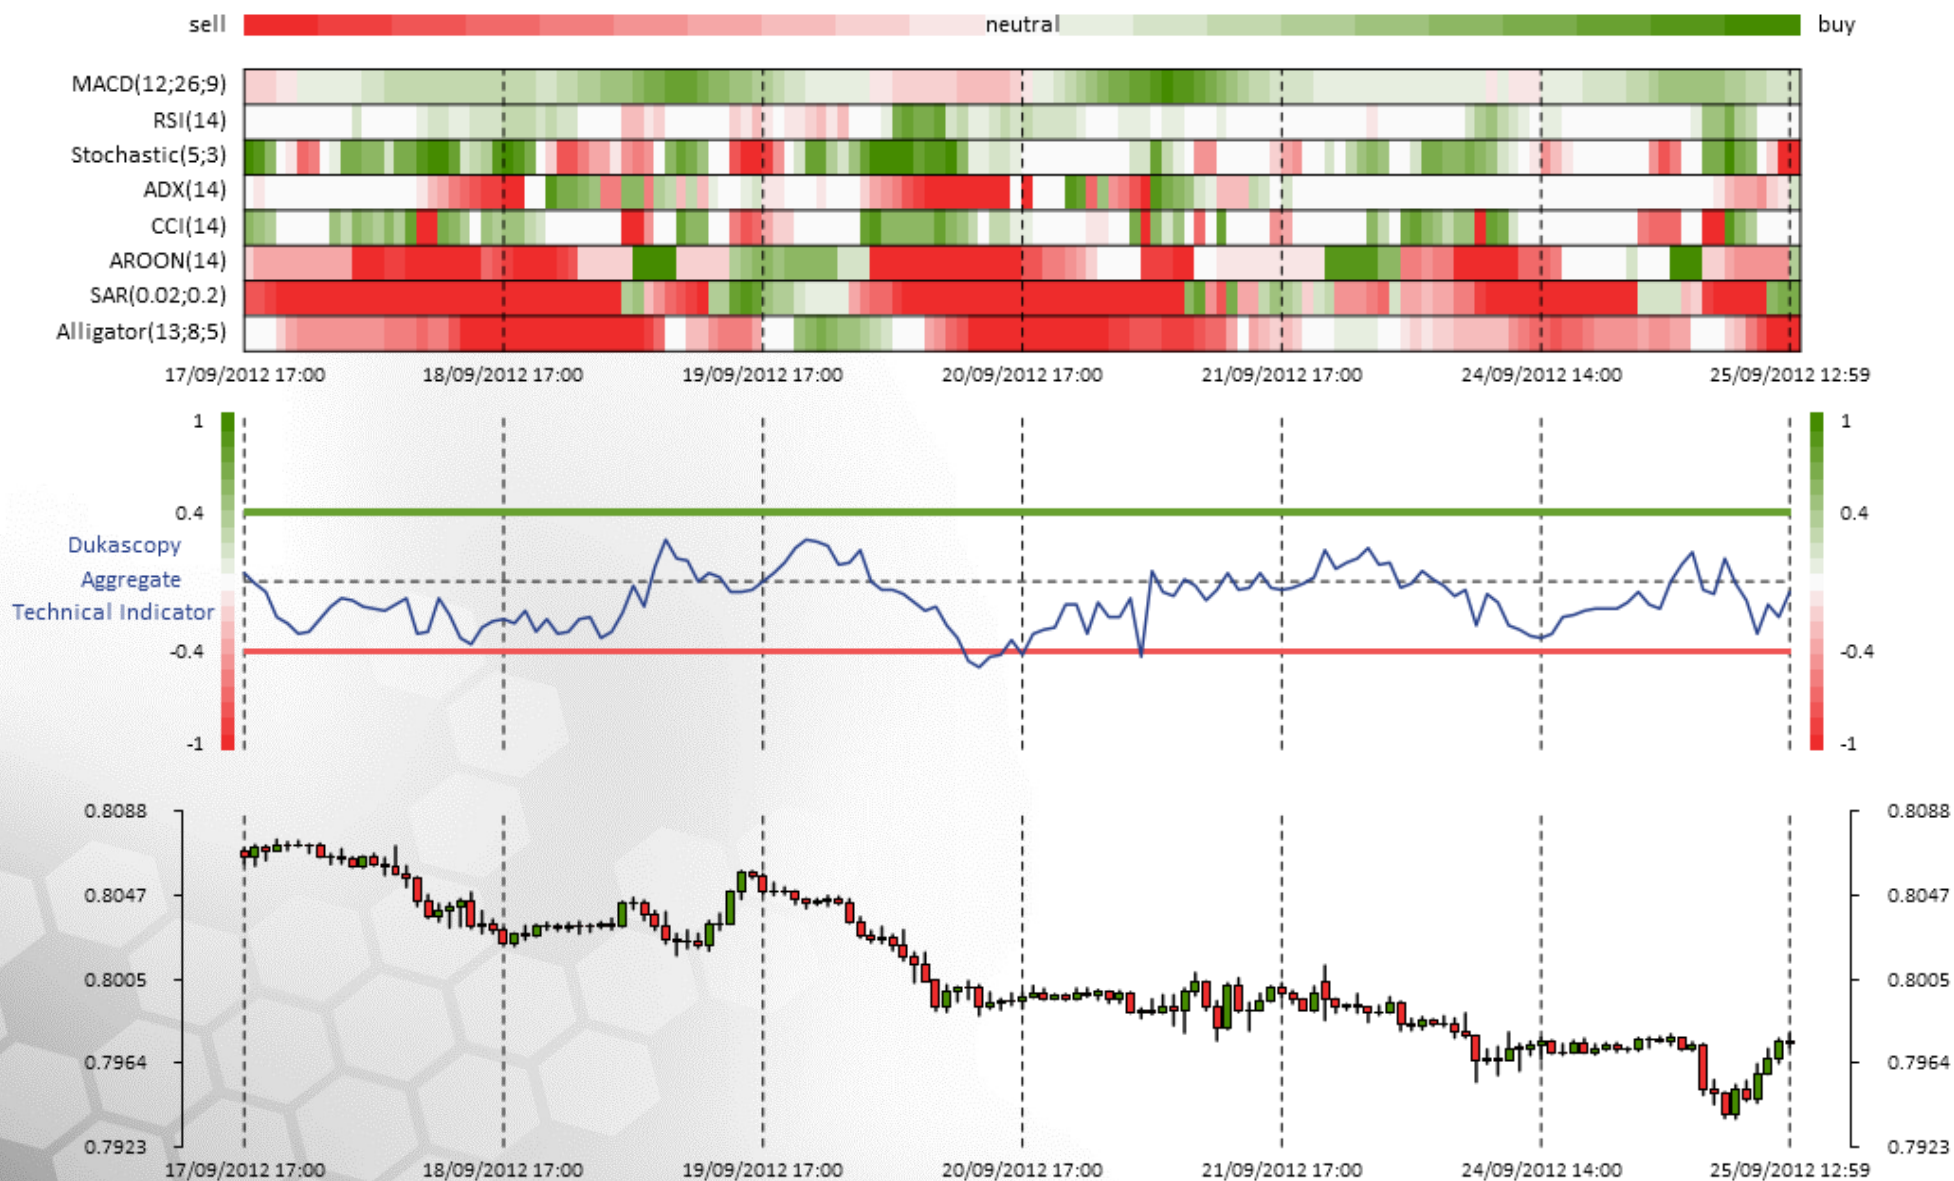 sell neutral buy
MACD(12;26;9)
RSI(14)
Stochastic(5;3)
ADX(14)
CCI(14)
AROON(14)
SAR(0.02;0.2)
Alligator(13;8;5)
17/09/2012 17:00 18/09/2012 17:00 19/09/2012 17:00 20/09/2012 17:00 21/09/2012 17:00 24/09/2012 14:00 25/09/2012 12:59
1 1
0.4 0.4
Dukascopy
Aggregate
Technical Indicator
-0.4 -0.4
-1 -1
0.8088 0.8088
0.8047 0.8047
0.8005 0.8005
0.7964 0.7964
0.7923 0.7923
17/09/2012 17:00 18/09/2012 17:00 19/09/2012 17:00 20/09/2012 17:00 21/09/2012 17:00 24/09/2012 14:00 25/09/2012 12:59